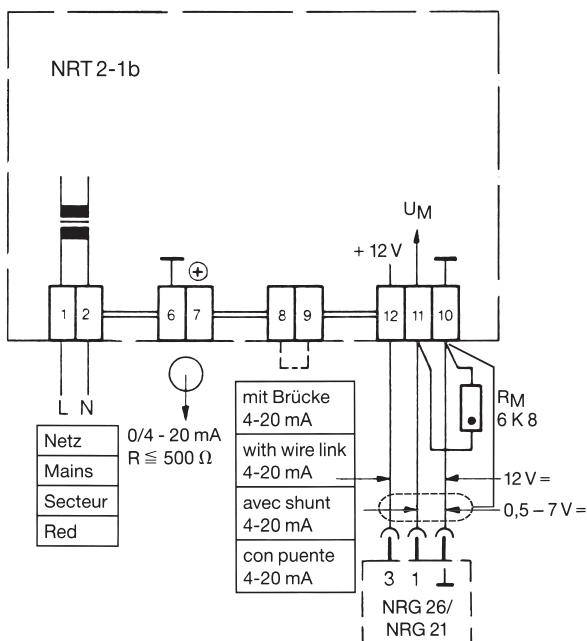 NRT 2-1b
UM
+ 12 V
1 2 6 7 8 9 12 11 10
L N
Netz
Mains
Secteur
Red
0/4 - 20 mA
R ≦ 500 Ω
mit Brücke
4-20 mA
with wire link
4-20 mA
avec shunt
4-20 mA
con puente
4-20 mA
RM
6 K 8
12 V =
0,5 – 7 V =
3 1
NRG 26/
NRG 21